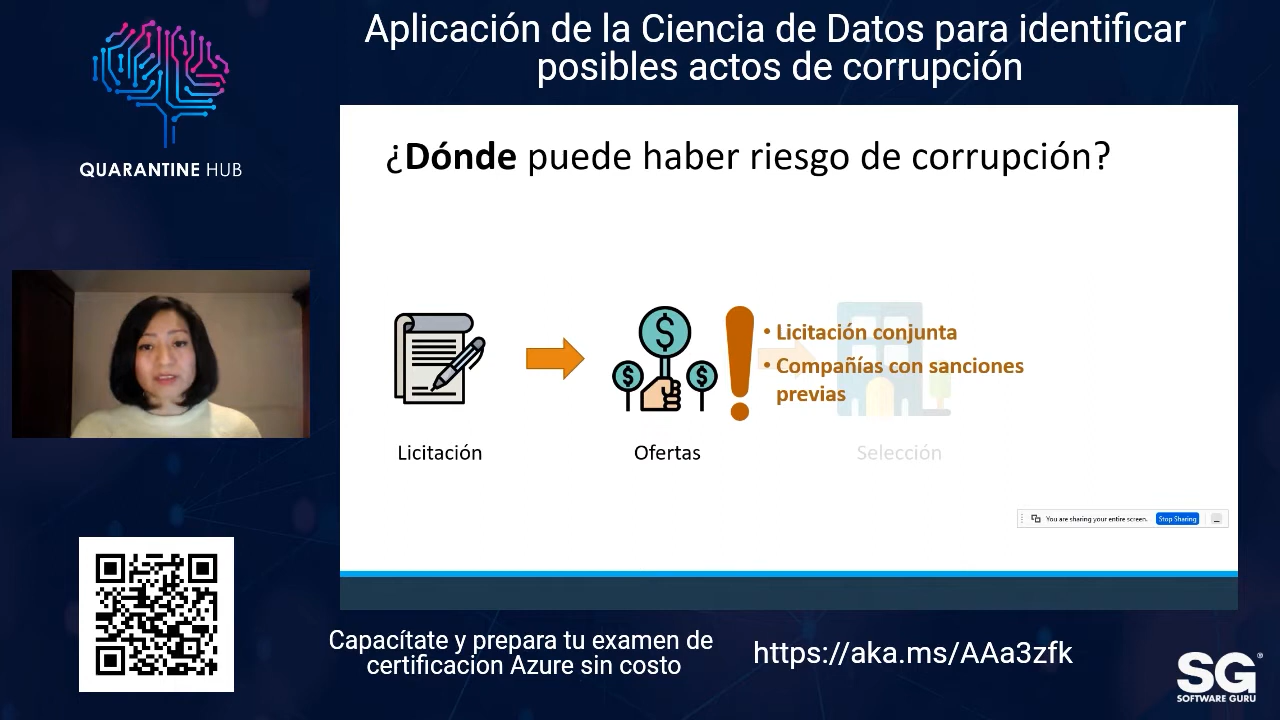 Aplicación de la Ciencia de Datos para identificar
posibles actos de corrupción
QUARANTINE HUB
¿Dónde puede haber riesgo de corrupción?
• Licitación conjunta
• Compañías con sanciones
previas
Licitación
Ofertas
Selección
You are sharing your entire screen.
Stop Sharing
Capacítate y prepara tu examen de
certificacion Azure sin costo
https://aka.ms/AAa3zfk
SG®
SOFTWARE GURU